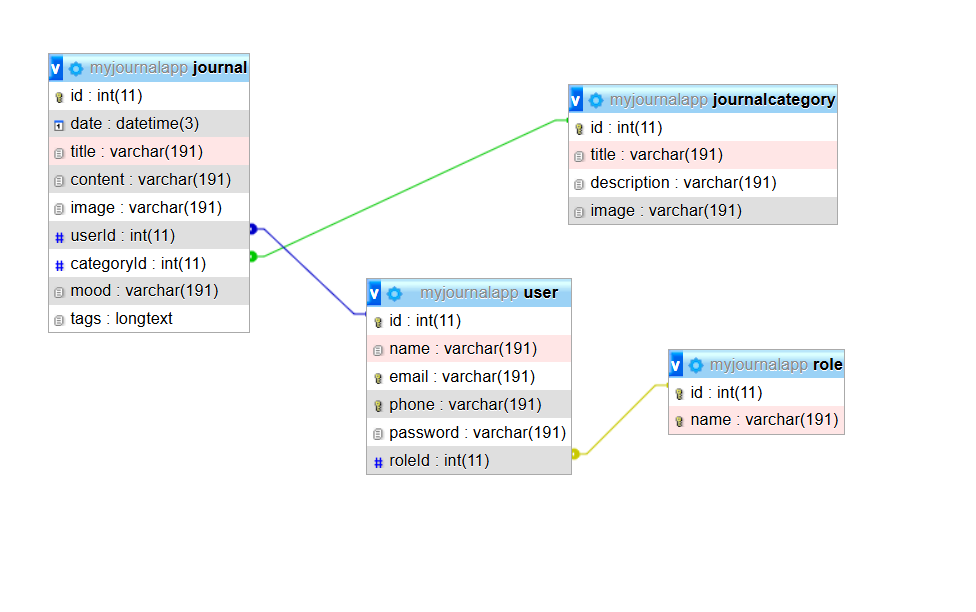 v myjournalapp journal
id : int(11)
date : datetime(3)
title : varchar(191)
content : varchar(191)
image : varchar(191)
# userId : int(11)
# categoryId : int(11)
mood : varchar(191)
tags : longtext
v myjournalapp journalcategory
id : int(11)
title : varchar(191)
description : varchar(191)
image : varchar(191)
v myjournalapp user
id : int(11)
name : varchar(191)
email : varchar(191)
phone : varchar(191)
password : varchar(191)
# roleId : int(11)
v myjournalapp role
id : int(11)
name : varchar(191)